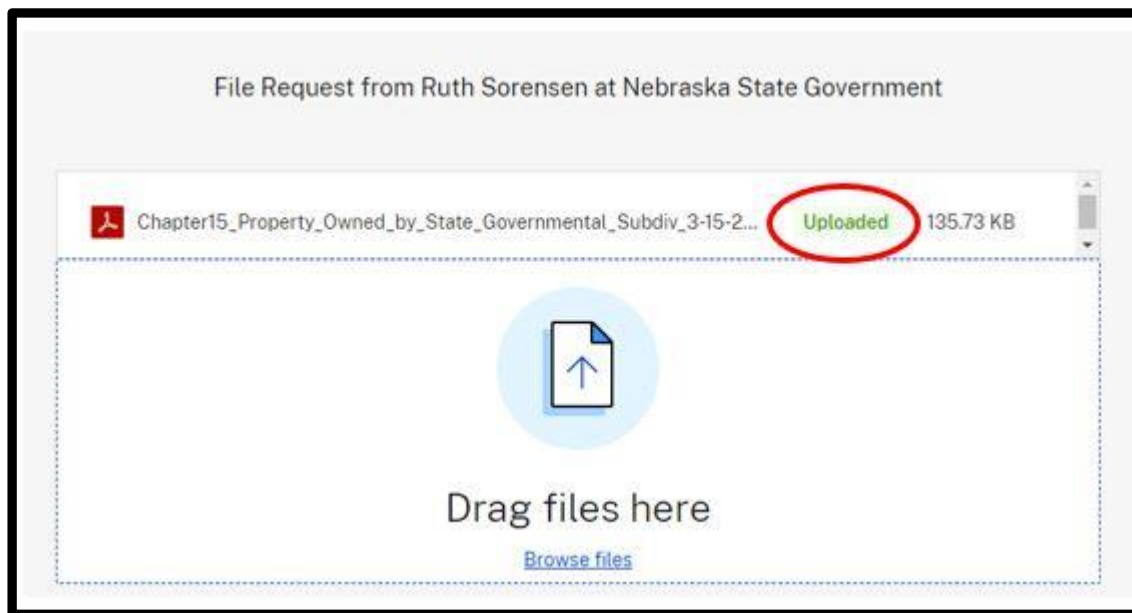 File Request from Ruth Sorensen at Nebraska State Government
Chapter15_Property_Owned_by_State_Governmental_Subdiv_3-15-2... Uploaded 135.73 KB
Drag files here
Browse files